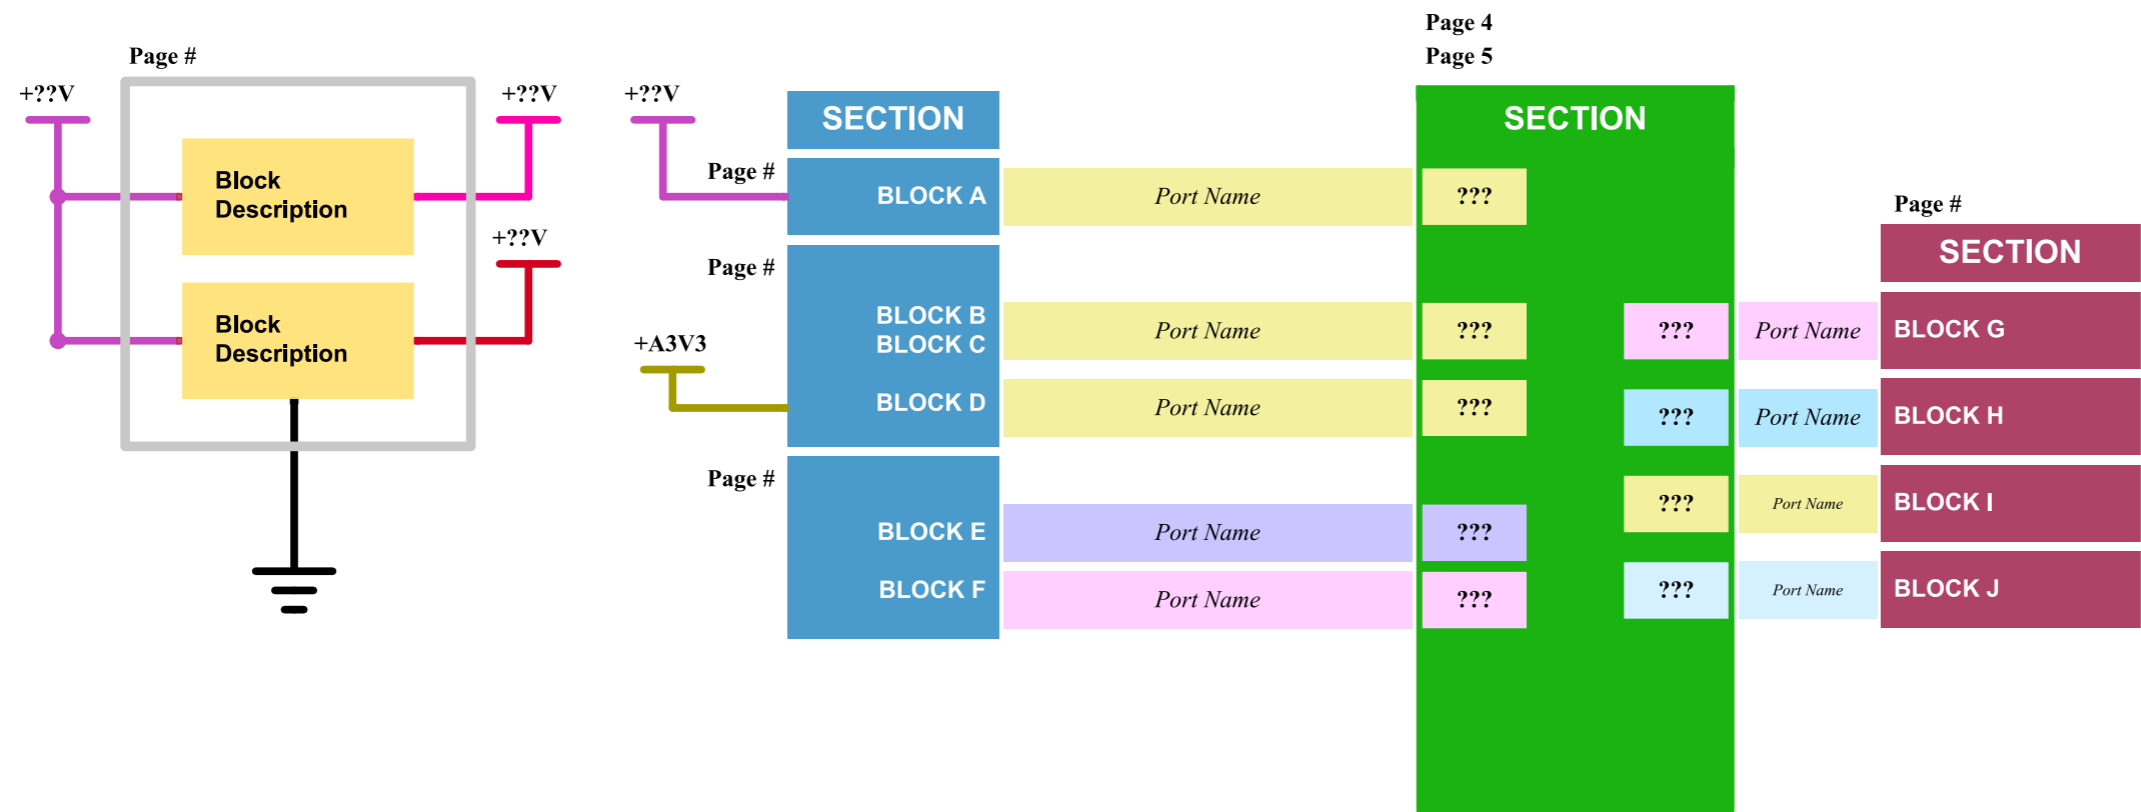 Page #
+??V
+??V
Block
Description
+??V
Block
Description
+??V
SECTION
Page #
BLOCK A
Port Name
???
Page #
BLOCK B
BLOCK C
Port Name
???
+A3V3
BLOCK D
Port Name
???
Page #
BLOCK E
Port Name
???
BLOCK F
Port Name
???
Page 4
Page 5
SECTION
Page #
SECTION
???
Port Name
BLOCK G
???
Port Name
BLOCK H
???
Port Name
BLOCK I
???
Port Name
BLOCK J